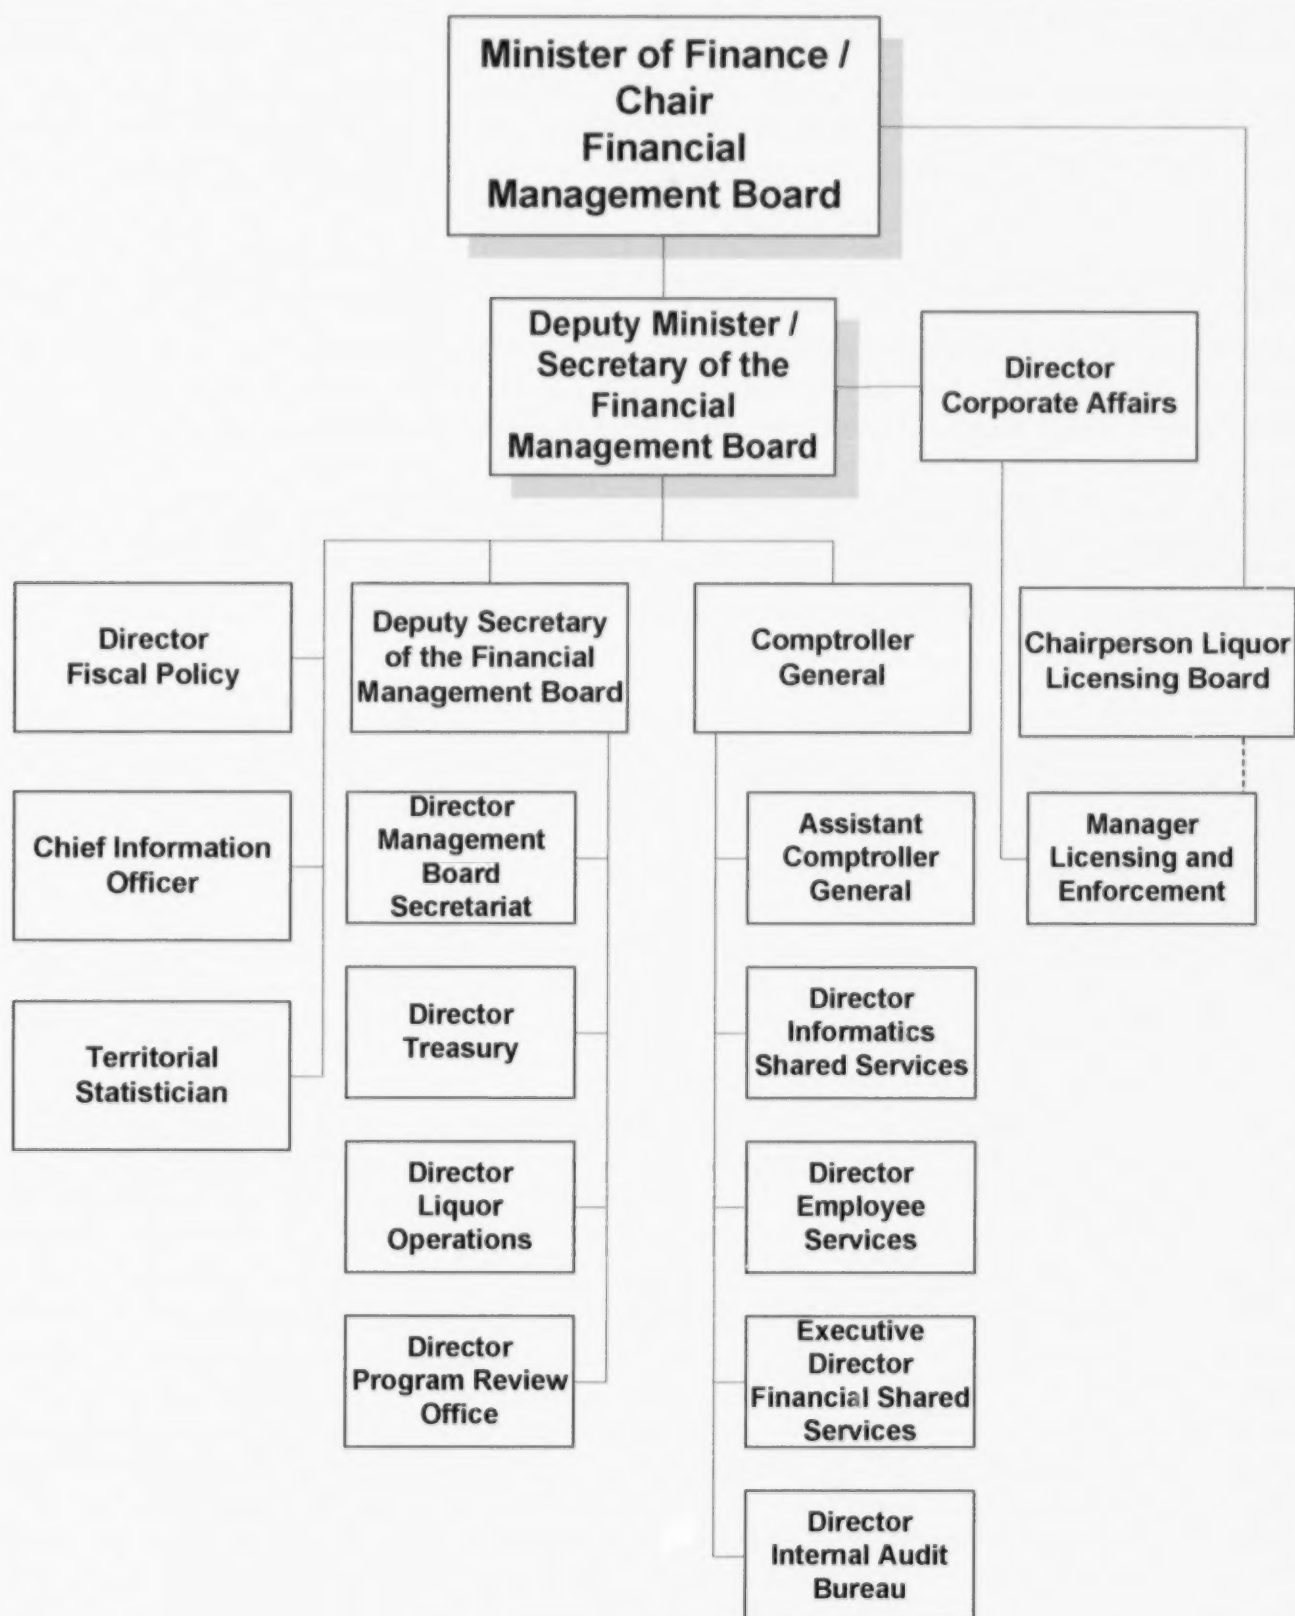 Minister of Finance /
Chair
Financial
Management Board
Deputy Minister /
Secretary of the
Financial
Management Board
Director
Corporate Affairs
Director
Fiscal Policy
Deputy Secretary
of the Financial
Management Board
Comptroller
General
Chairperson Liquor
Licensing Board
Chief Information
Officer
Director
Management
Board
Secretariat
Assistant
Comptroller
General
Manager
Licensing and
Enforcement
Territorial
Statistician
Director
Treasury
Director
Informatics
Shared Services
Director
Liquor
Operations
Director
Employee
Services
Director
Program Review
Office
Executive
Director
Financial Shared
Services
Director
Internal Audit
Bureau